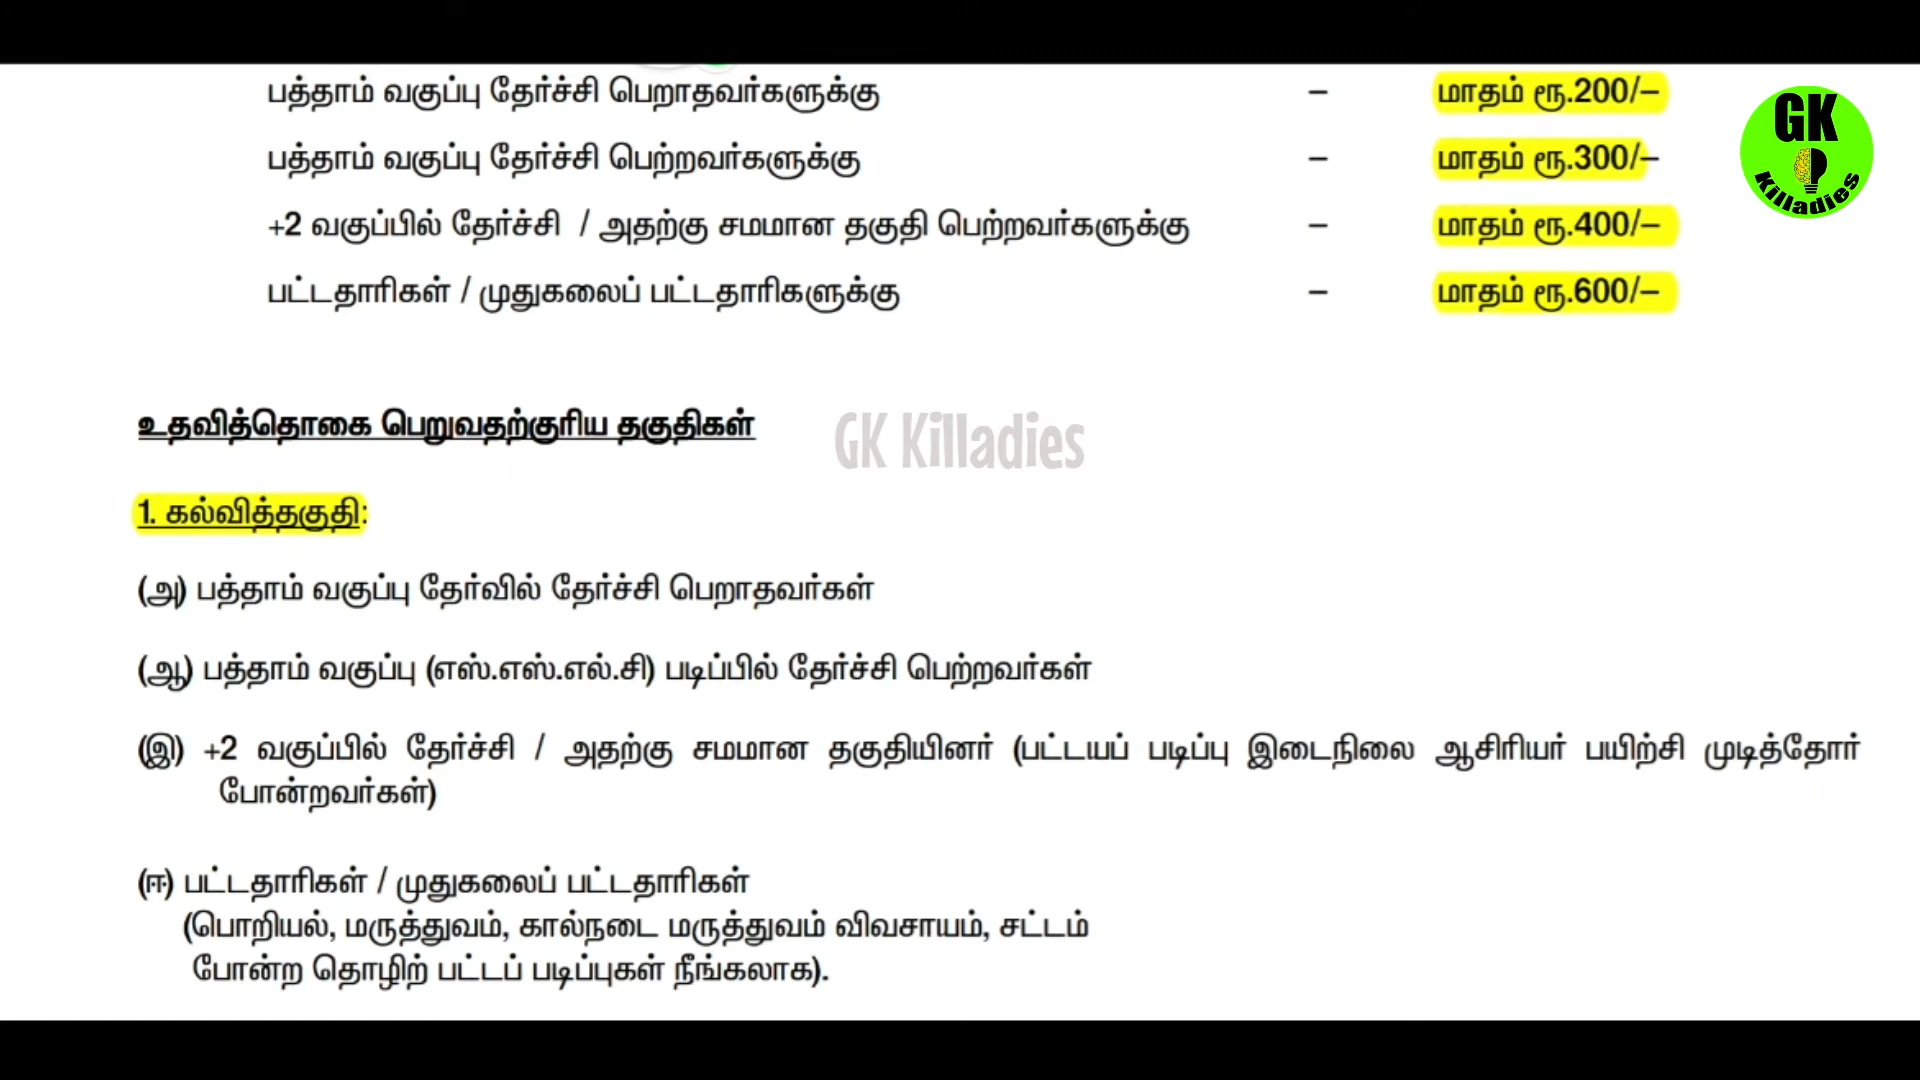 பத்தாம் வகுப்பு தேர்ச்சி பெறாதவர்களுக்கு – மாதம் ரூ.200/–
பத்தாம் வகுப்பு தேர்ச்சி பெற்றவர்களுக்கு – மாதம் ரூ.300/–
+2 வகுப்பில் தேர்ச்சி / அதற்கு சமமான தகுதி பெற்றவர்களுக்கு – மாதம் ரூ.400/–
பட்டதாரிகள் / முதுகலைப் பட்டதாரிகளுக்கு – மாதம் ரூ.600/–
GK
Killadies
உதவித்தொகை பெறுவதற்குரிய தகுதிகள்
GK Killadies
1. கல்வித்தகுதி:
(அ) பத்தாம் வகுப்பு தேர்வில் தேர்ச்சி பெறாதவர்கள்
(ஆ) பத்தாம் வகுப்பு (எஸ்.எஸ்.எல்.சி) படிப்பில் தேர்ச்சி பெற்றவர்கள்
(இ) +2 வகுப்பில் தேர்ச்சி / அதற்கு சமமான தகுதியினர் (பட்டயப் படிப்பு இடைநிலை ஆசிரியர் பயிற்சி முடித்தோர்
போன்றவர்கள்)
(ஈ) பட்டதாரிகள் / முதுகலைப் பட்டதாரிகள்
(பொறியல், மருத்துவம், கால்நடை மருத்துவம் விவசாயம், சட்டம்
போன்ற தொழிற் பட்டப் படிப்புகள் நீங்கலாக).